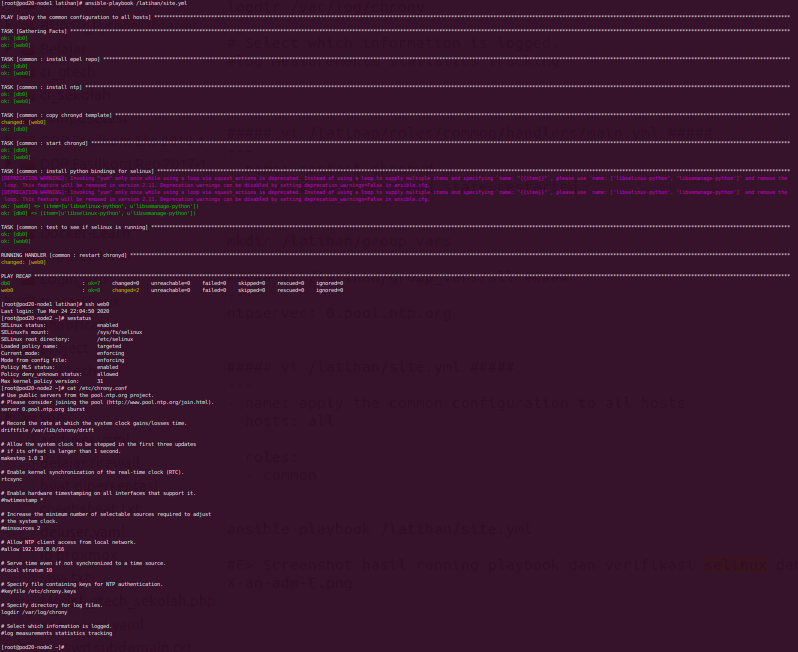 [root@pod20-node1 latihan]# ansible-playbook /latihan/site.yml
PLAY [apply the common configuration to all hosts] ****
TASK [Gathering Facts] ****
ok: [db0]
ok: [web0]
TASK [common : install epel repo] ****
ok: [db0]
ok: [web0]
TASK [common : install ntp] ****
ok: [db0]
ok: [web0]
TASK [common : copy chronyd template] ****
changed: [web0]
ok: [db0]
TASK [common : start chronyd] ****
ok: [db0]
ok: [web0]
TASK [common : install python bindings for selinux] ****
[DEPRECATION WARNING]: Invoking "yum" only once while using a loop via squash_actions is deprecated. Instead of using a loop to supply multiple items and specifying `name: "{{item}}"`, please use `name: ['libselinux-python', 'libsemanage-python']` and remove the
loop. This feature will be removed in version 2.11. Deprecation warnings can be disabled by setting deprecation_warnings=False in ansible.cfg.
[DEPRECATION WARNING]: Invoking "yum" only once while using a loop via squash_actions is deprecated. Instead of using a loop to supply multiple items and specifying `name: "{{item}}"`, please use `name: ['libselinux-python', 'libsemanage-python']` and remove the
loop. This feature will be removed in version 2.11. Deprecation warnings can be disabled by setting deprecation_warnings=False in ansible.cfg.
ok: [web0] => (item=[u'libselinux-python', u'libsemanage-python'])
ok: [db0] => (item=[u'libselinux-python', u'libsemanage-python'])
TASK [common : test to see if selinux is running] ****
ok: [db0]
ok: [web0]
RUNNING HANDLER [common : restart chronyd] ****
changed: [web0]
PLAY RECAP ****
db0 : ok=7 changed=0 unreachable=0 failed=0 skipped=0 rescued=0 ignored=0
web0 : ok=8 changed=2 unreachable=0 failed=0 skipped=0 rescued=0 ignored=0
[root@pod20-node1 latihan]# ssh web0
Last login: Tue Mar 24 22:04:50 2020
[root@pod20-node2 ~]# sestatus
SELinux status: enabled
SELinuxfs mount: /sys/fs/selinux
SELinux root directory: /etc/selinux
Loaded policy name: targeted
Current mode: enforcing
Mode from config file: enforcing
Policy MLS status: enabled
Policy deny_unknown status: allowed
Max kernel policy version: 31
[root@pod20-node2 ~]# cat /etc/chrony.conf
# Use public servers from the pool.ntp.org project.
# Please consider joining the pool (http://www.pool.ntp.org/join.html).
server 0.pool.ntp.org iburst
# Record the rate at which the system clock gains/losses time.
driftfile /var/lib/chrony/drift
# Allow the system clock to be stepped in the first three updates
# if its offset is larger than 1 second.
makestep 1.0 3
# Enable kernel synchronization of the real-time clock (RTC).
rtcsync
# Enable hardware timestamping on all interfaces that support it.
#hwtimestamp *
# Increase the minimum number of selectable sources required to adjust
# the system clock.
#minsources 2
# Allow NTP client access from local network.
#allow 192.168.0.0/16
# Serve time even if not synchronized to a time source.
#local stratum 10
# Specify file containing keys for NTP authentication.
#keyfile /etc/chrony.keys
# Specify directory for log files.
logdir /var/log/chrony
# Select which information is logged.
#log measurements statistics tracking
[root@pod20-node2 ~]#